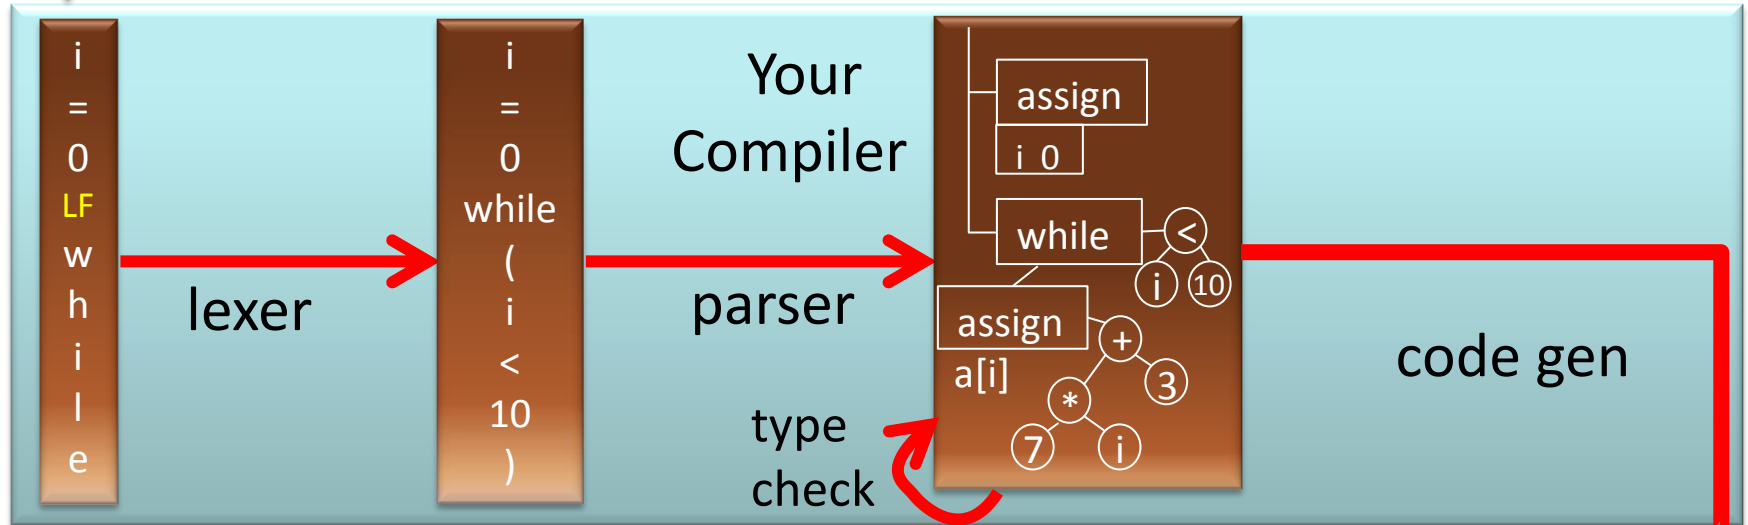 i
=
0
LF
w
h
i
l
e
lexer
i
=
0
while
(
i
<
10
)
Your
Compiler
parser
assign
i 0
while
<
i
10
assign
a[i]
+
*
3
7
i
type
check
code gen